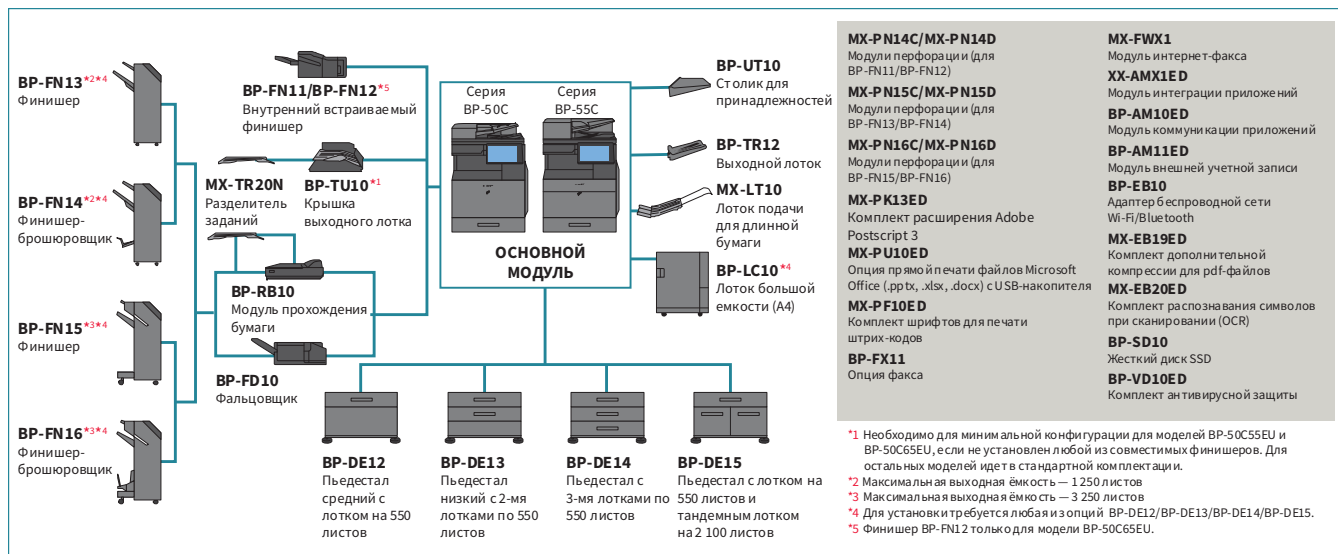 BP-FN13*2*4
Финишер
BP-FN14*2*4
Финишер-
брошюровщик
BP-FN15*3*4
Финишер
BP-FN16*3*4
Финишер-
брошюровщик
BP-FN11/BP-FN12*5
Внутренний встраиваемый
финишер
MX-TR20N
Разделитель
заданий
BP-TU10*1
Крышка
выходного лотка
BP-RB10
Модуль прохождения
бумаги
BP-FD10
Фальцовщик
Серия
BP-50C
Серия
BP-55C
ОСНОВНОЙ
МОДУЛЬ
BP-UT10
Столик для
принадлежностей
BP-TR12
Выходной лоток
MX-LT10
Лоток подачи
для длинной
бумаги
BP-LC10*4
Лоток большой
емкости (A4)
BP-DE12
Пьедестал
средний с
лотком на 550
листов
BP-DE13
Пьедестал
низкий с 2-мя
лотками по 550
листов
BP-DE14
Пьедестал с
3-мя лотками по
550 листов
BP-DE15
Пьедестал с лотком на
550 листов и
тандемным лотком
на 2 100 листов
MX-PN14C/MX-PN14D
Модули перфорации (для
BP-FN11/BP-FN12)
MX-PN15C/MX-PN15D
Модули перфорации (для
BP-FN13/BP-FN14)
MX-PN16C/MX-PN16D
Модули перфорации (для
BP-FN15/BP-FN16)
MX-PK13ED
Комплект расширения Adobe
Postscript 3
MX-PU10ED
Опция прямой печати файлов Microsoft
Office (.pptx, .xlsx, .docx) с USB-накопителя
MX-PF10ED
Комплект шрифтов для печати
штрих-кодов
BP-FX11
Опция факса
MX-FWX1
Модуль интернет-факса
XX-AMX1ED
Модуль интеграции приложений
BP-AM10ED
Модуль коммуникации приложений
BP-AM11ED
Модуль внешней учетной записи
BP-EB10
Адаптер беспроводной сети
Wi-Fi/Bluetooth
MX-EB19ED
Комплект дополнительной
компрессии для pdf-файлов
MX-EB20ED
Комплект распознавания символов
при сканировании (OCR)
BP-SD10
Жесткий диск SSD
BP-VD10ED
Комплект антивирусной защиты
*1 Необходимо для минимальной конфигурации для моделей BP-50C55EU и
BP-50C65EU, если не установлен любой из совместимых финишеров. Для
остальных моделей идет в стандартной комплектации.
*2 Максимальная выходная ёмкость — 1 250 листов
*3 Максимальная выходная ёмкость — 3 250 листов
*4 Для установки требуется любая из опций BP-DE12/BP-DE13/BP-DE14/BP-DE15.
*5 Финишер BP-FN12 только для модели BP-50C65EU.